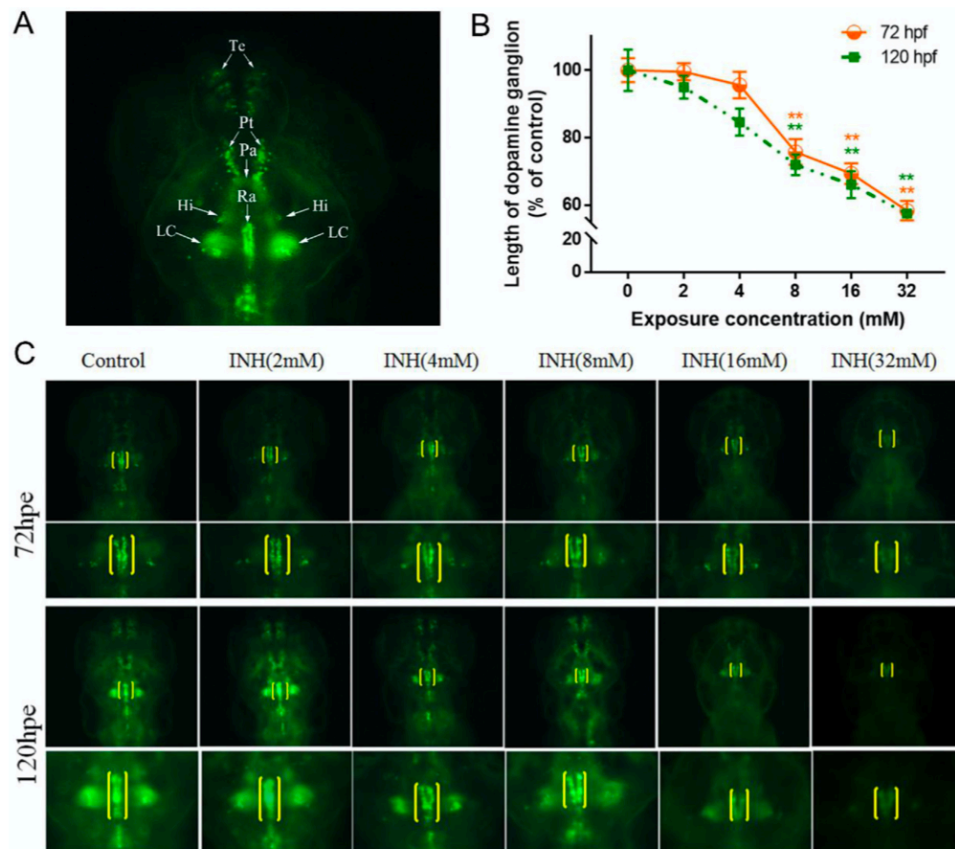 A
Te
Pt
Pa
Ra
Hi
Hi
LC
LC
B
72 hpf
120 hpf
Length of dopamine ganglion
(% of control)
100
80
60
20
0
**
**
**
**
**
**
0
2
4
8
16
32
Exposure concentration (mM)
C
Control
INH(2mM)
INH(4mM)
INH(8mM)
INH(16mM)
INH(32mM)
72hpe
120hpe